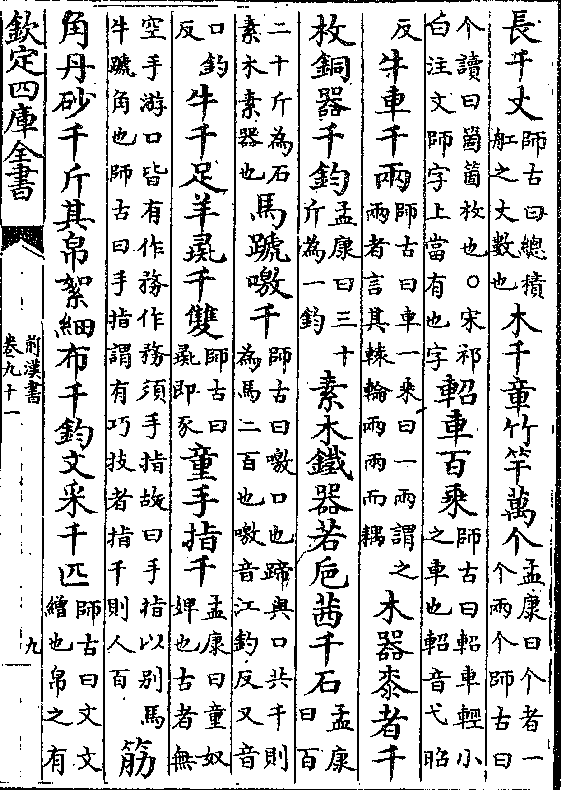 長千丈師古曰總積舡之丈數也木千章竹竿萬个孟康曰个者一个兩个師古曰
个讀曰箇箇枚也○宋祁曰注文師字上當有也字軺車百乘師古曰軺車輕小之車也軺音弋昭
反牛車千兩師古曰車一乘曰一兩謂之兩者言其轅輪兩兩而耦木器桼者千
枚銅器千鈞孟康曰三十斤為一鈞素木鐵器若巵茜千石孟康曰百
二十斤為石素木素器也馬蹏噭千師古曰噭口也蹄與口共千則為馬二百也噭音江釣反又音
口釣反牛千足羊彘千雙師古曰彘即豕童手指千孟康曰童奴婢也古者無
空手游口皆有作務作務須手指故曰手指以别馬牛蹏角也師古曰手指謂有巧技者指千則人百筋
角丹砂千斤其帛絮細布千鈞文采千匹師古曰文文繒也帛之有
欽定四庫全書
前漢書
卷九十一
九